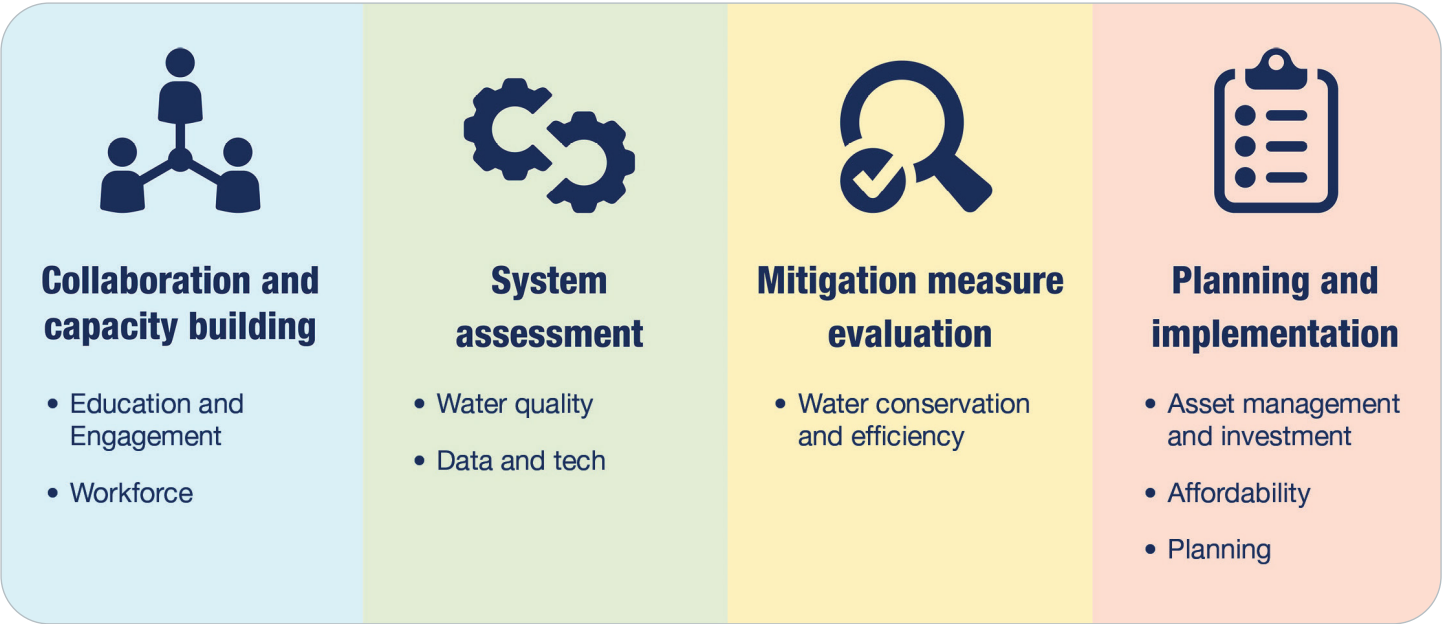 Collaboration and
capacity building
• Education and
Engagement
• Workforce
System
assessment
• Water quality
• Data and tech
Mitigation measure
evaluation
• Water conservation
and efficiency
Planning and
implementation
• Asset management
and investment
• Affordability
• Planning